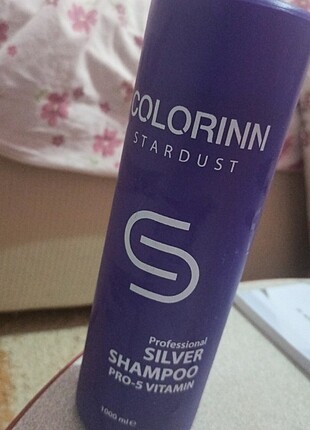 COLORINN
STARDUST
S
Professional
SILVER
SHAMPOO
PRO-5 VITAMIN
1000 ml e